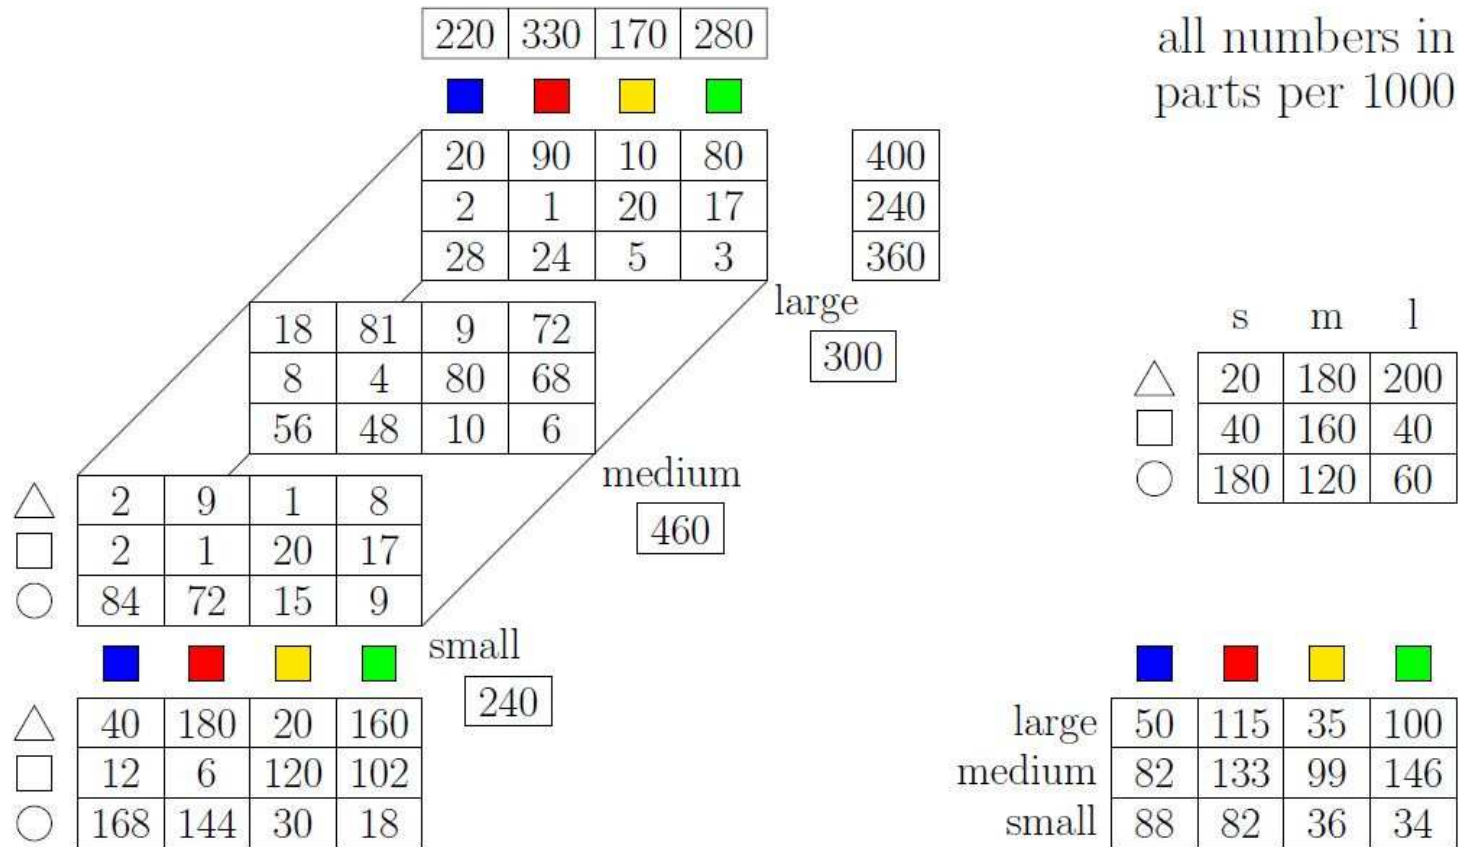 220 330 170 280
all numbers in
parts per 1000
20 90 10 80
2 1 20 17
28 24 5 3
400
240
360
large
300
18 81 9 72
8 4 80 68
56 48 10 6
medium
460
2 9 1 8
2 1 20 17
84 72 15 9
small
240
s m l
20 180 200
40 160 40
180 120 60
40 180 20 160
12 6 120 102
168 144 30 18
large 50 115 35 100
medium 82 133 99 146
small 88 82 36 34